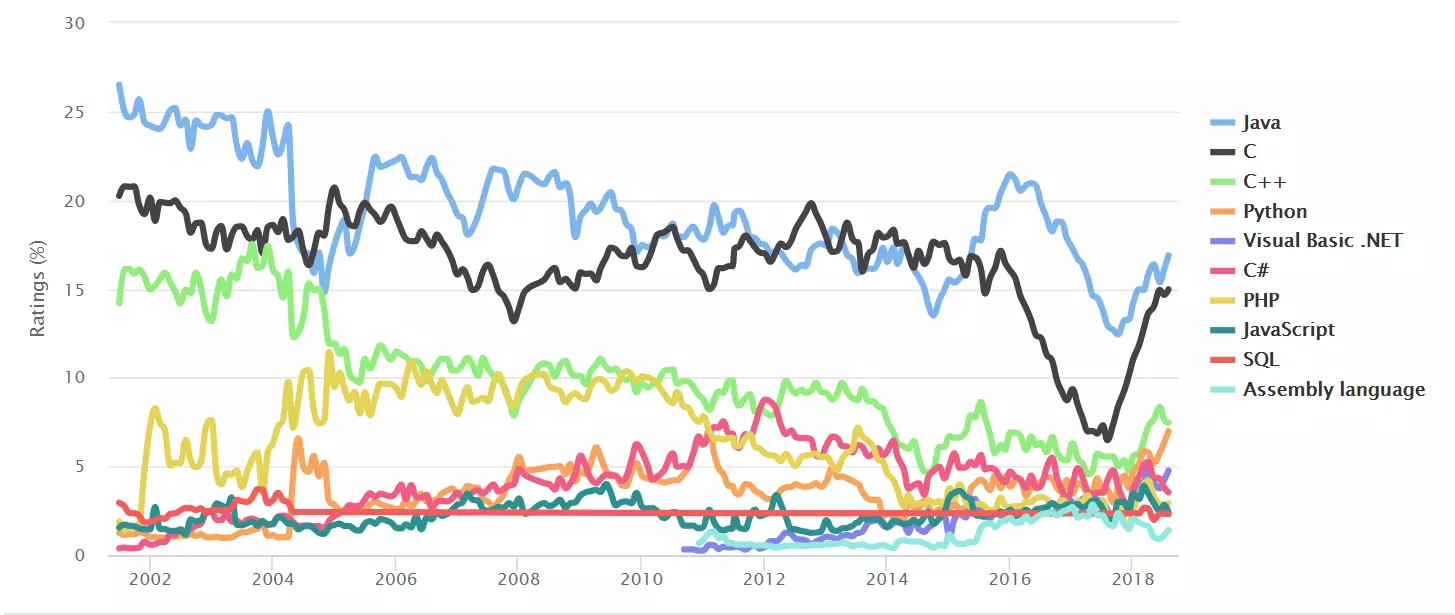 30
25
20
15
10
5
0
Ratings (%)
2002 2004 2006 2008 2010 2012 2014 2016 2018
Java
C
C++
Python
Visual Basic .NET
C#
PHP
JavaScript
SQL
Assembly language